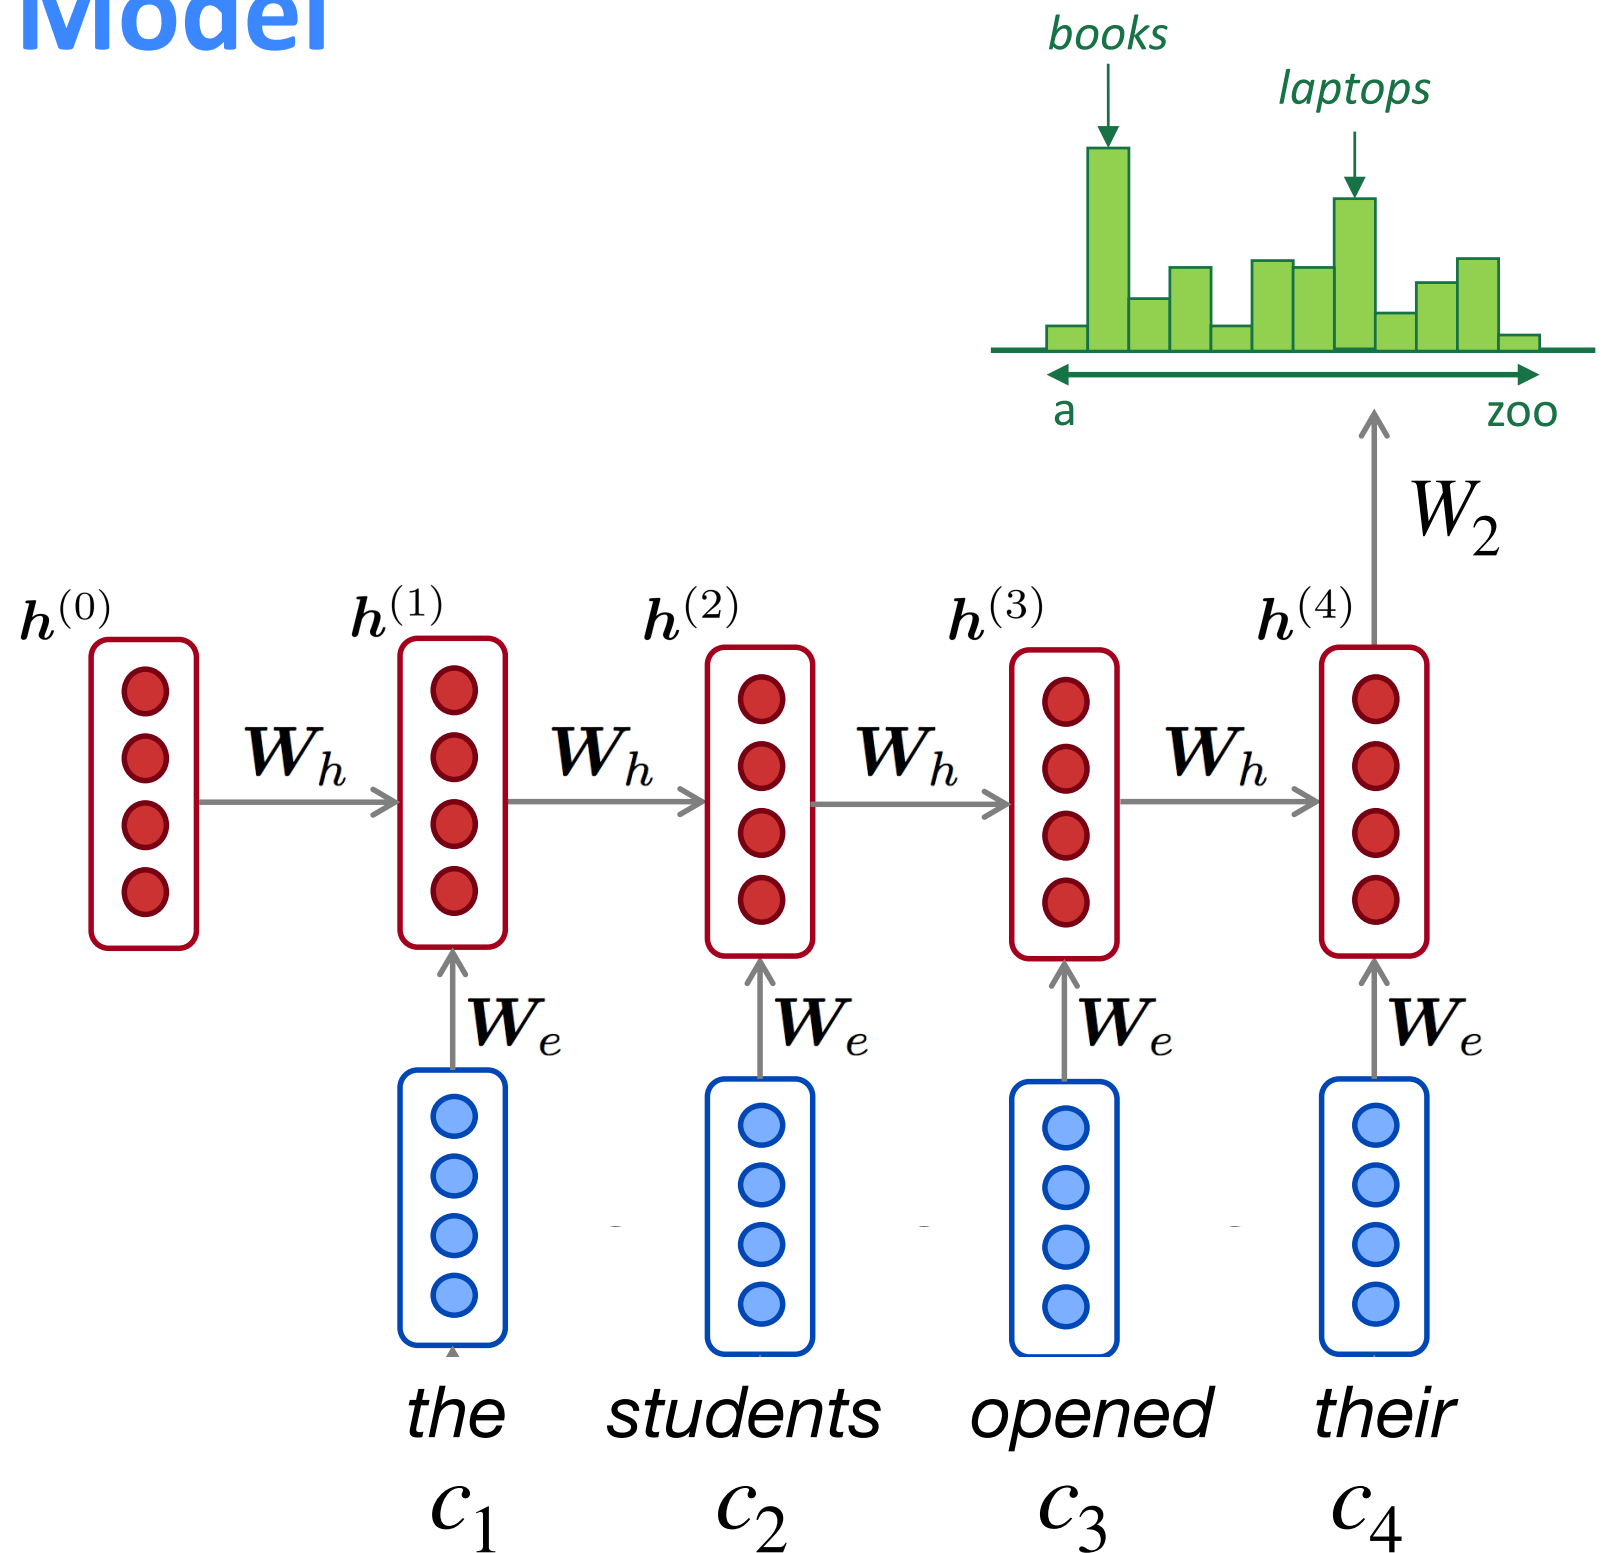 Model
books
laptops
a zoo
W₂
h⁽⁰⁾ h⁽¹⁾ h⁽²⁾ h⁽³⁾ h⁽⁴⁾
Wₕ Wₕ Wₕ Wₕ
Wₑ Wₑ Wₑ Wₑ
the students opened their
c₁ c₂ c₃ c₄